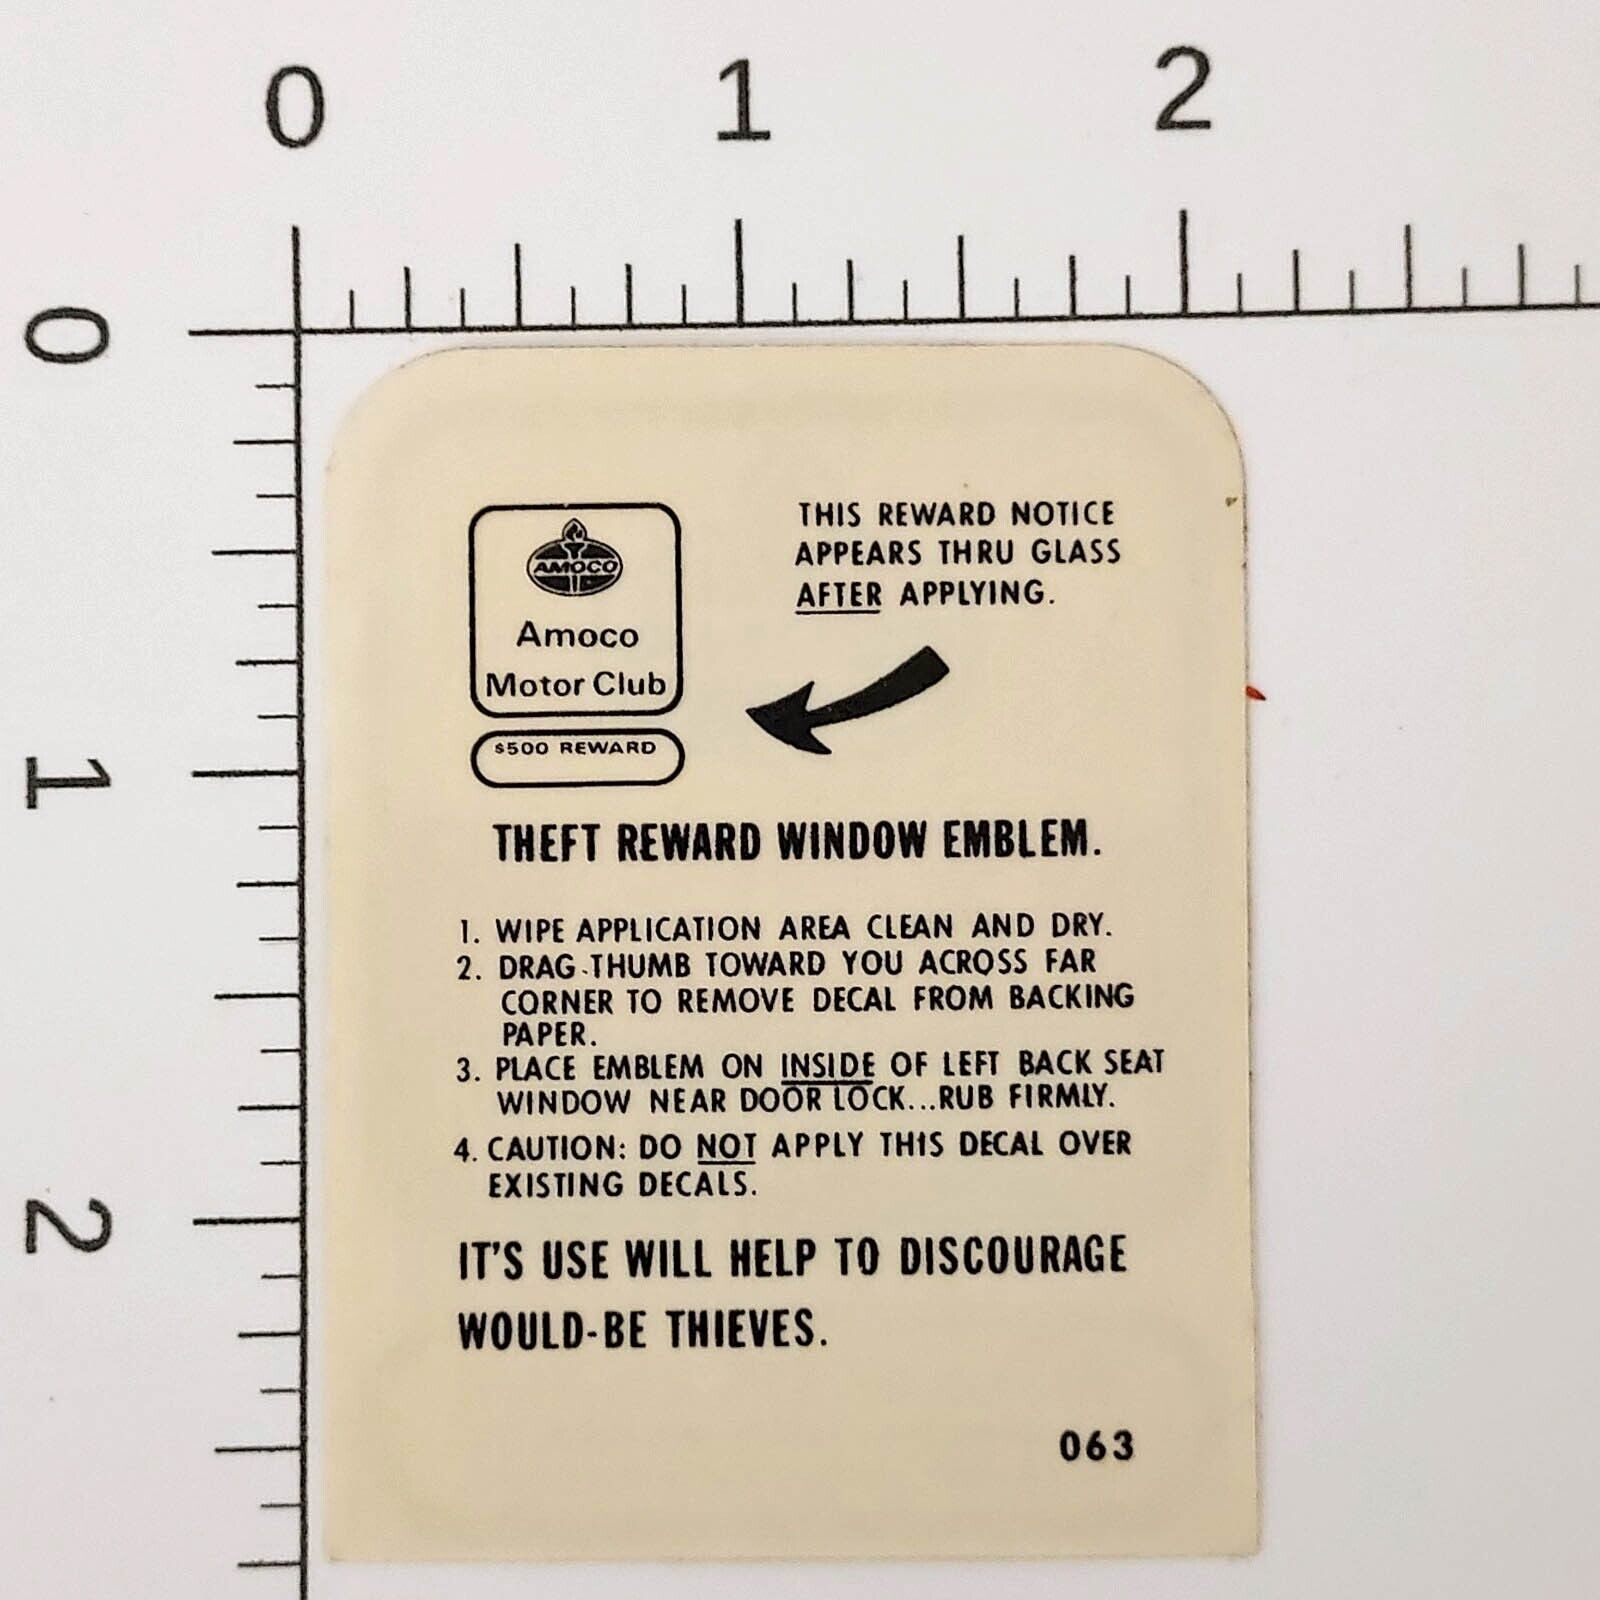 0 1 2
0
1
2
AMOCO
Amoco
Motor Club
$500 REWARD
THIS REWARD NOTICE
APPEARS THRU GLASS
AFTER APPLYING.
THEFT REWARD WINDOW EMBLEM.
1. WIPE APPLICATION AREA CLEAN AND DRY.
2. DRAG THUMB TOWARD YOU ACROSS FAR
CORNER TO REMOVE DECAL FROM BACKING
PAPER.
3. PLACE EMBLEM ON INSIDE OF LEFT BACK SEAT
WINDOW NEAR DOOR LOCK...RUB FIRMLY.
4. CAUTION: DO NOT APPLY THIS DECAL OVER
EXISTING DECALS.
IT'S USE WILL HELP TO DISCOURAGE
WOULD-BE THIEVES.
063